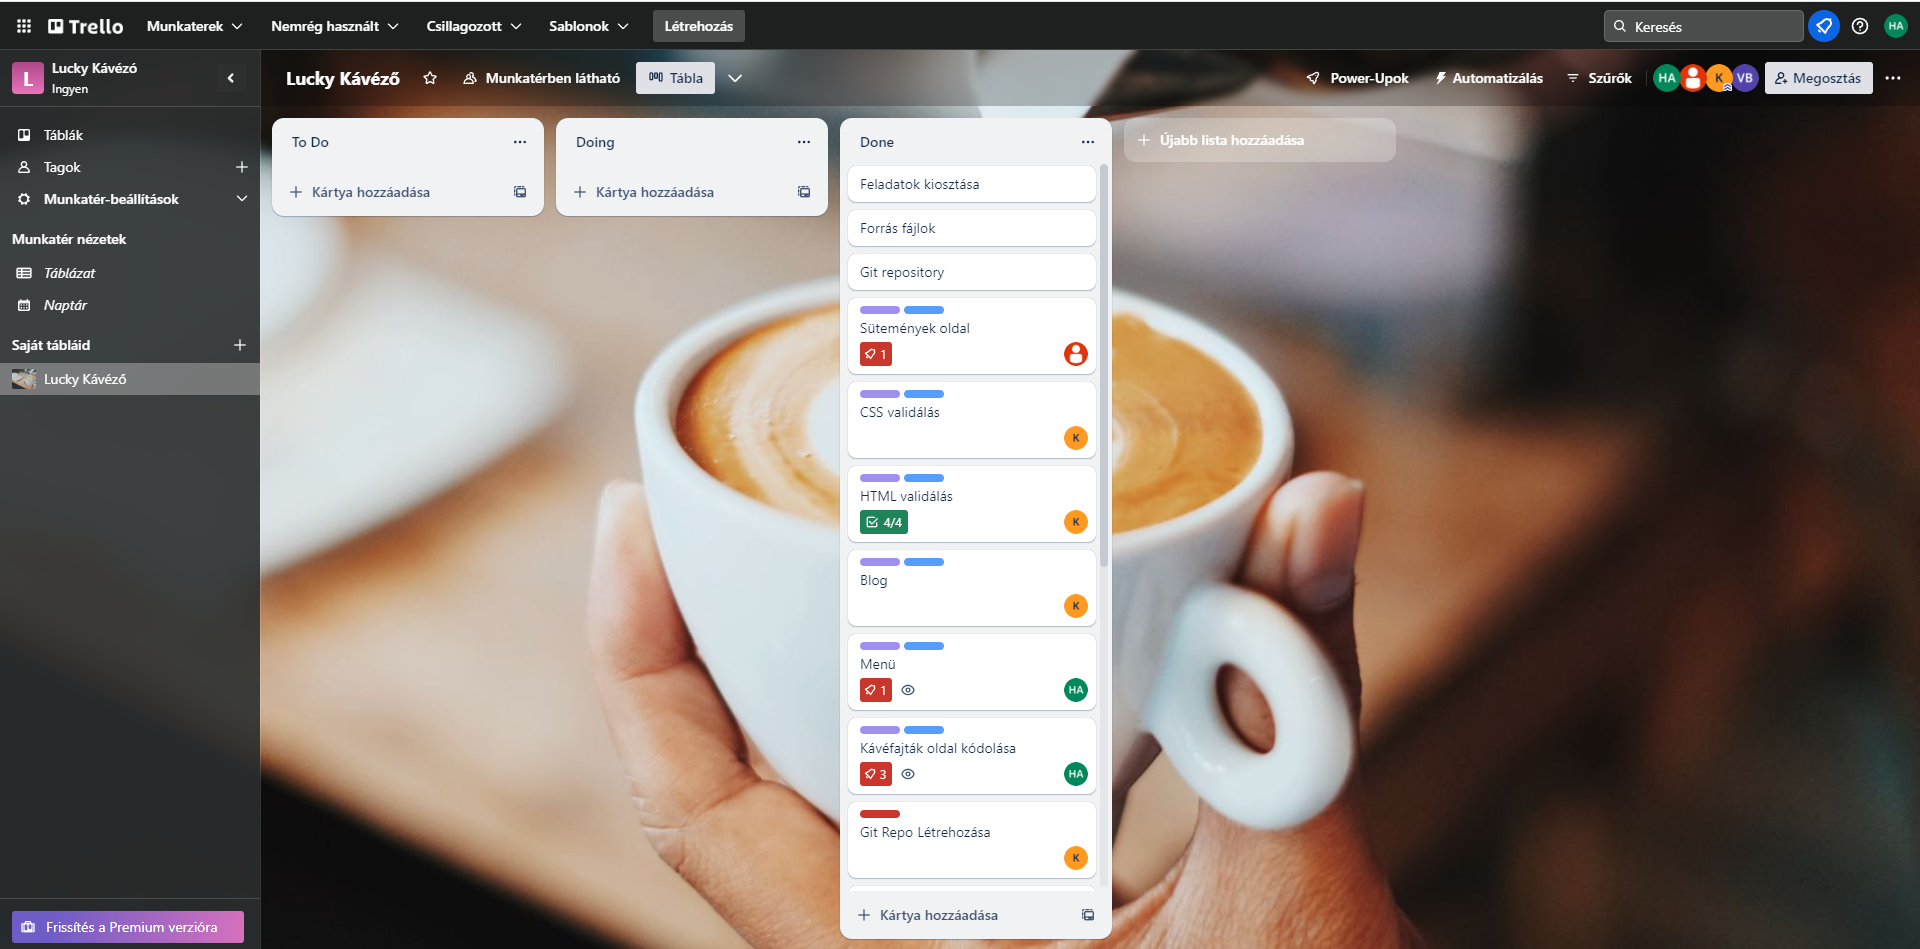 Trello
Munkaterek
Nemrég használt
Csillagozott
Sablonok
Létrehozás
Keresés
HA
L
Lucky Kávézó
Ingyen
Lucky Kávéző
Munkatérben látható
Tábla
Power-Upok
Automatizálás
Szűrők
HA
K
VB
Megosztás
Táblák
Tagok
Munkatér-beállítások
Munkatér nézetek
Táblázat
Naptár
Saját tábláid
Lucky Kávéző
Frissítés a Premium verzióra
To Do
Kártya hozzáadása
Doing
Kártya hozzáadása
Done
Feladatok kiosztása
Forrás fájlok
Git repository
Sütemények oldal
1
CSS validálás
K
HTML validálás
4/4
K
Blog
K
Menü
1
HA
Kávéfajták oldal kódolása
3
HA
Git Repo Létrehozása
K
Kártya hozzáadása
Újabb lista hozzáadása